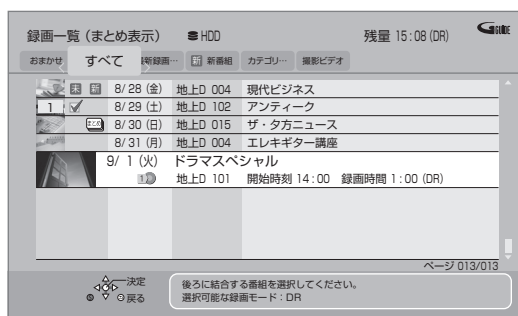 録画一覧 (まとめ表示) HDD 残量 15:08 (DR) GGUIDE
おまかせ すべて 新録画… 新 新番組 カテゴリ… 撮影ビデオ
未 新 8/28 (金) 地上D 004 現代ビジネス
1 8/29 (土) 地上D 102 アンティーク
まとめ 8/30 (日) 地上D 015 ザ・夕方ニュース
8/31 (月) 地上D 004 エレキギター講座
9/ 1 (火) ドラマスペシャル
地上D 101 開始時刻 14:00 録画時間 1:00 (DR)
ページ 013/013
決定
戻る
後ろに結合する番組を選択してください。
選択可能な録画モード:DR